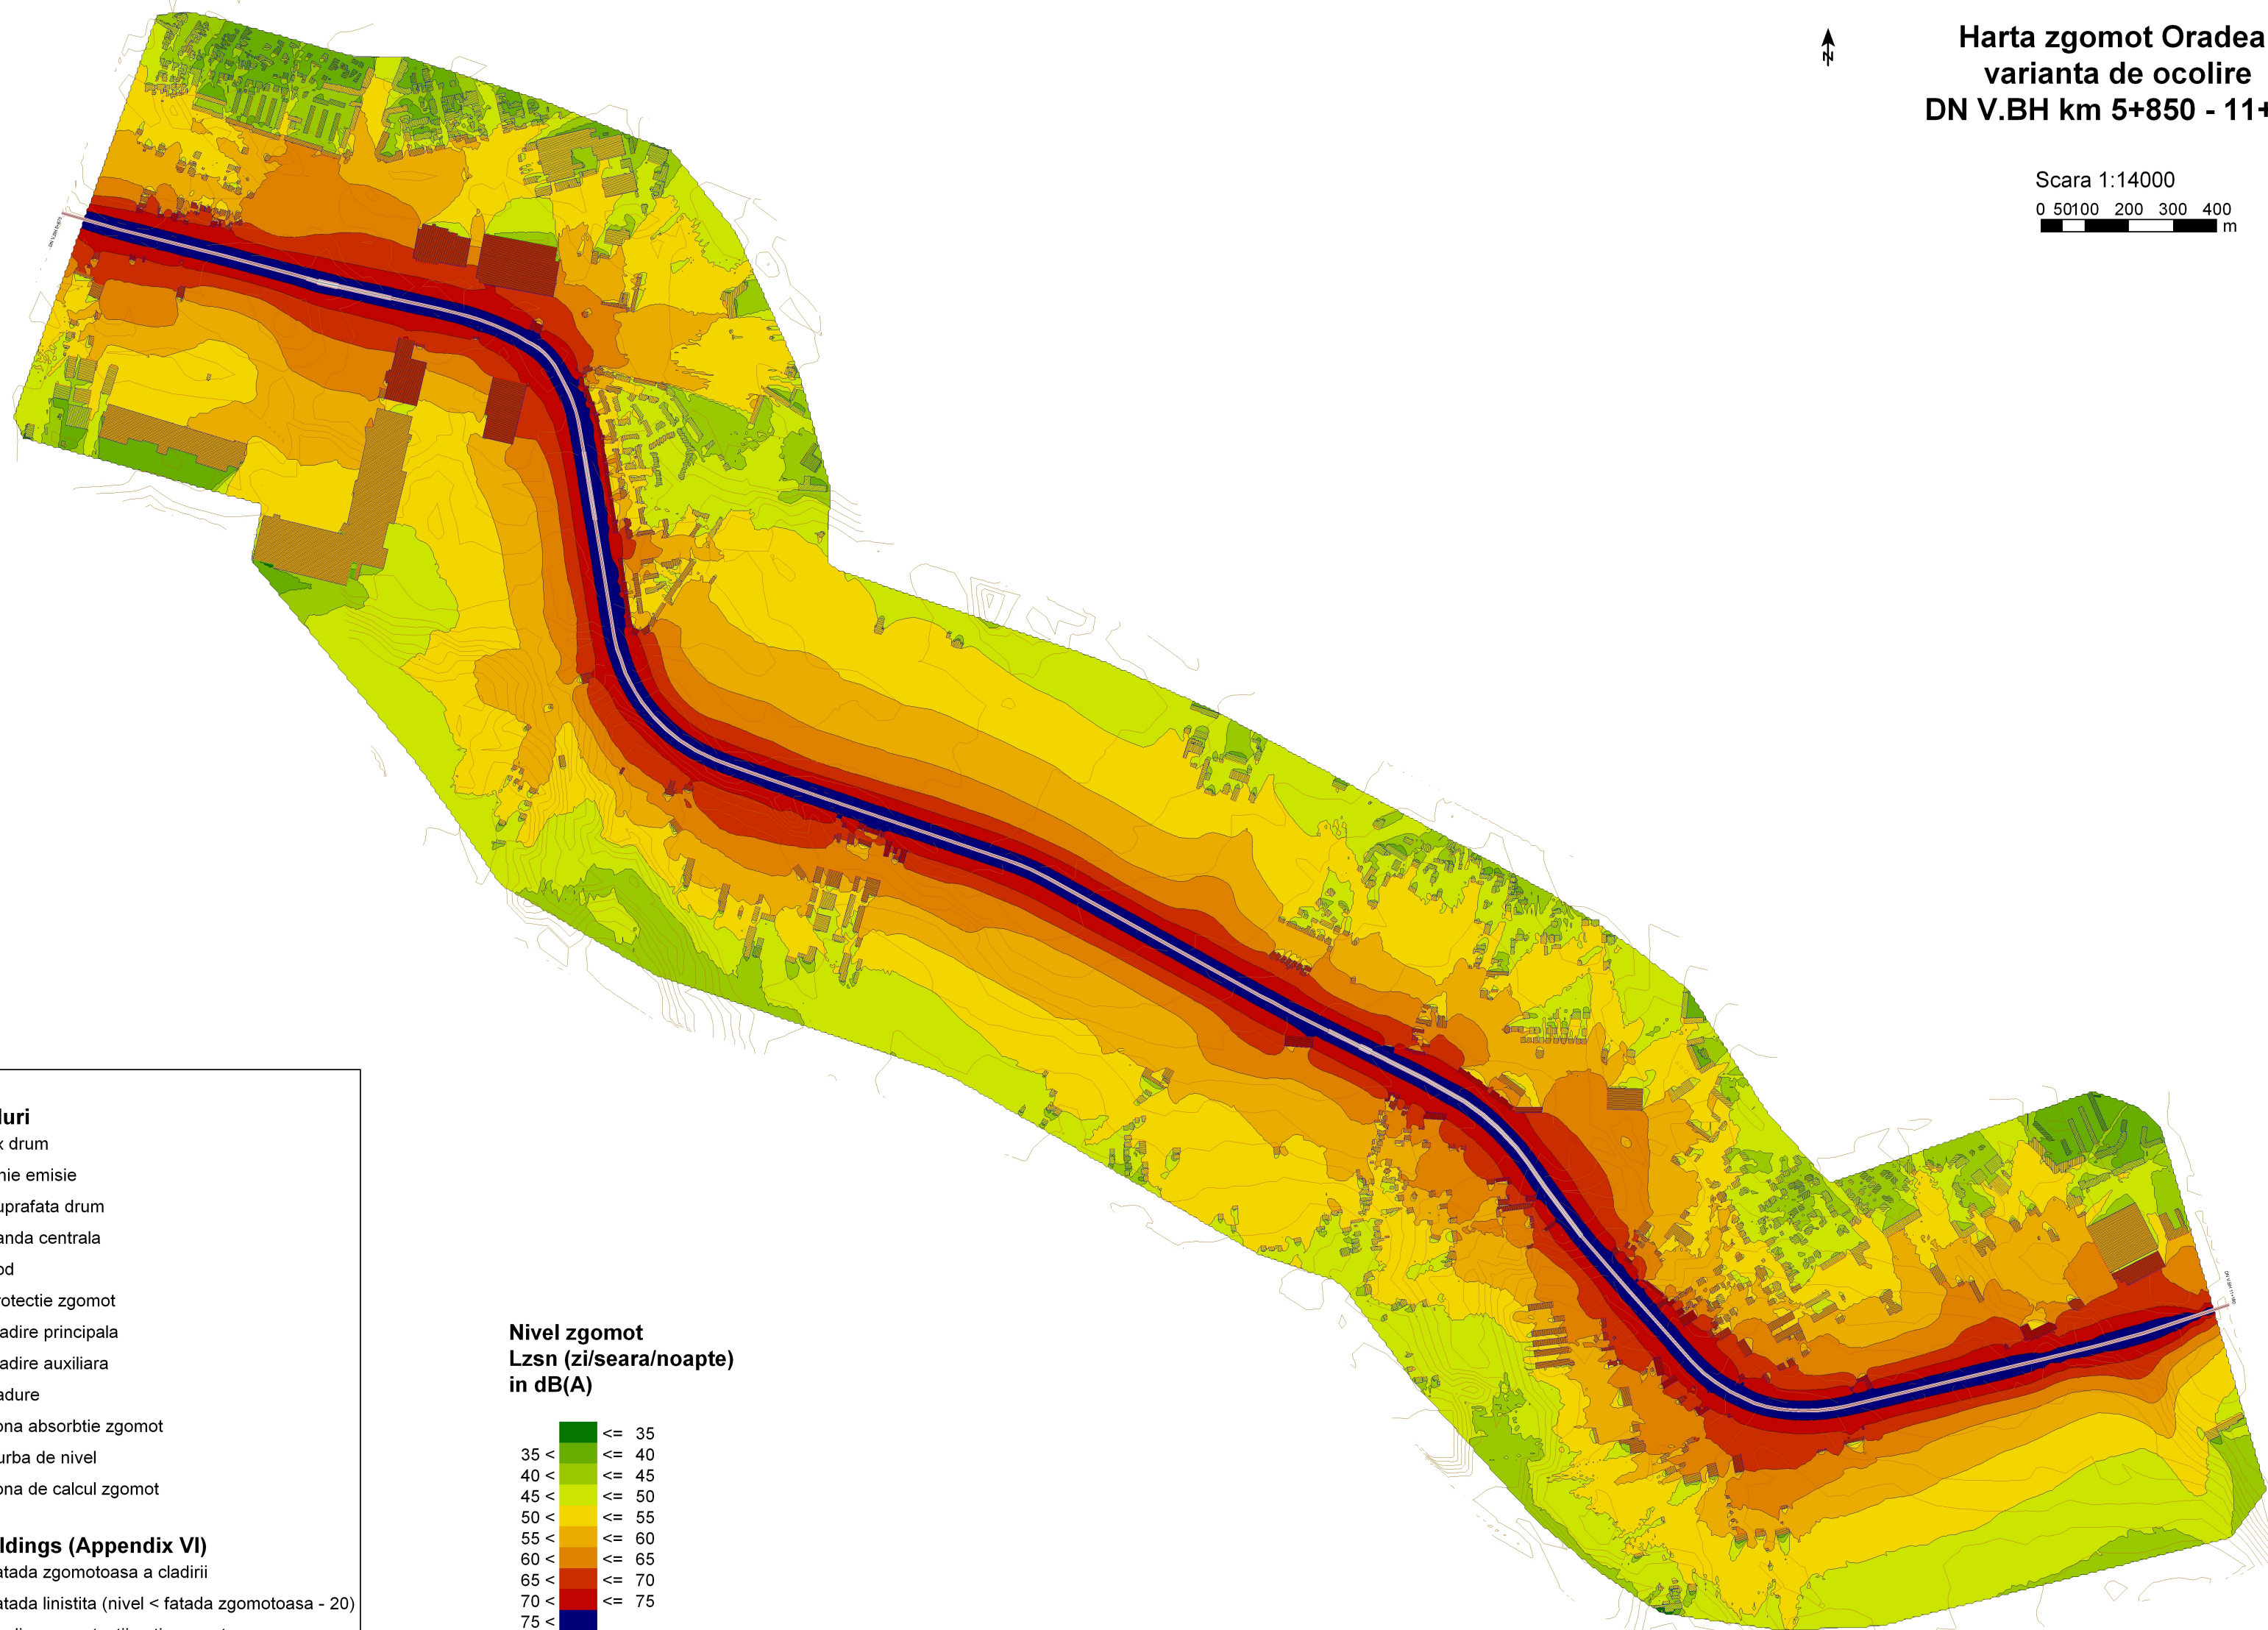 Harta zgomot Oradea
varianta de ocolire
DN V.BH km 5+850 - 11+
Scara 1:14000
0 50100 200 300 400
m
N
luri
x drum
nie emisie
uprafata drum
anda centrala
od
rotectie zgomot
adire principala
adire auxiliara
adure
ona absorbtie zgomot
urba de nivel
ona de calcul zgomot
ldings (Appendix VI)
atada zgomotoasa a cladirii
atada linistita (nivel < fatada zgomotoasa - 20)
Nivel zgomot
Lzsn (zi/seara/noapte)
in dB(A)
<= 35
35 < <= 40
40 < <= 45
45 < <= 50
50 < <= 55
55 < <= 60
60 < <= 65
65 < <= 70
70 < <= 75
75 <